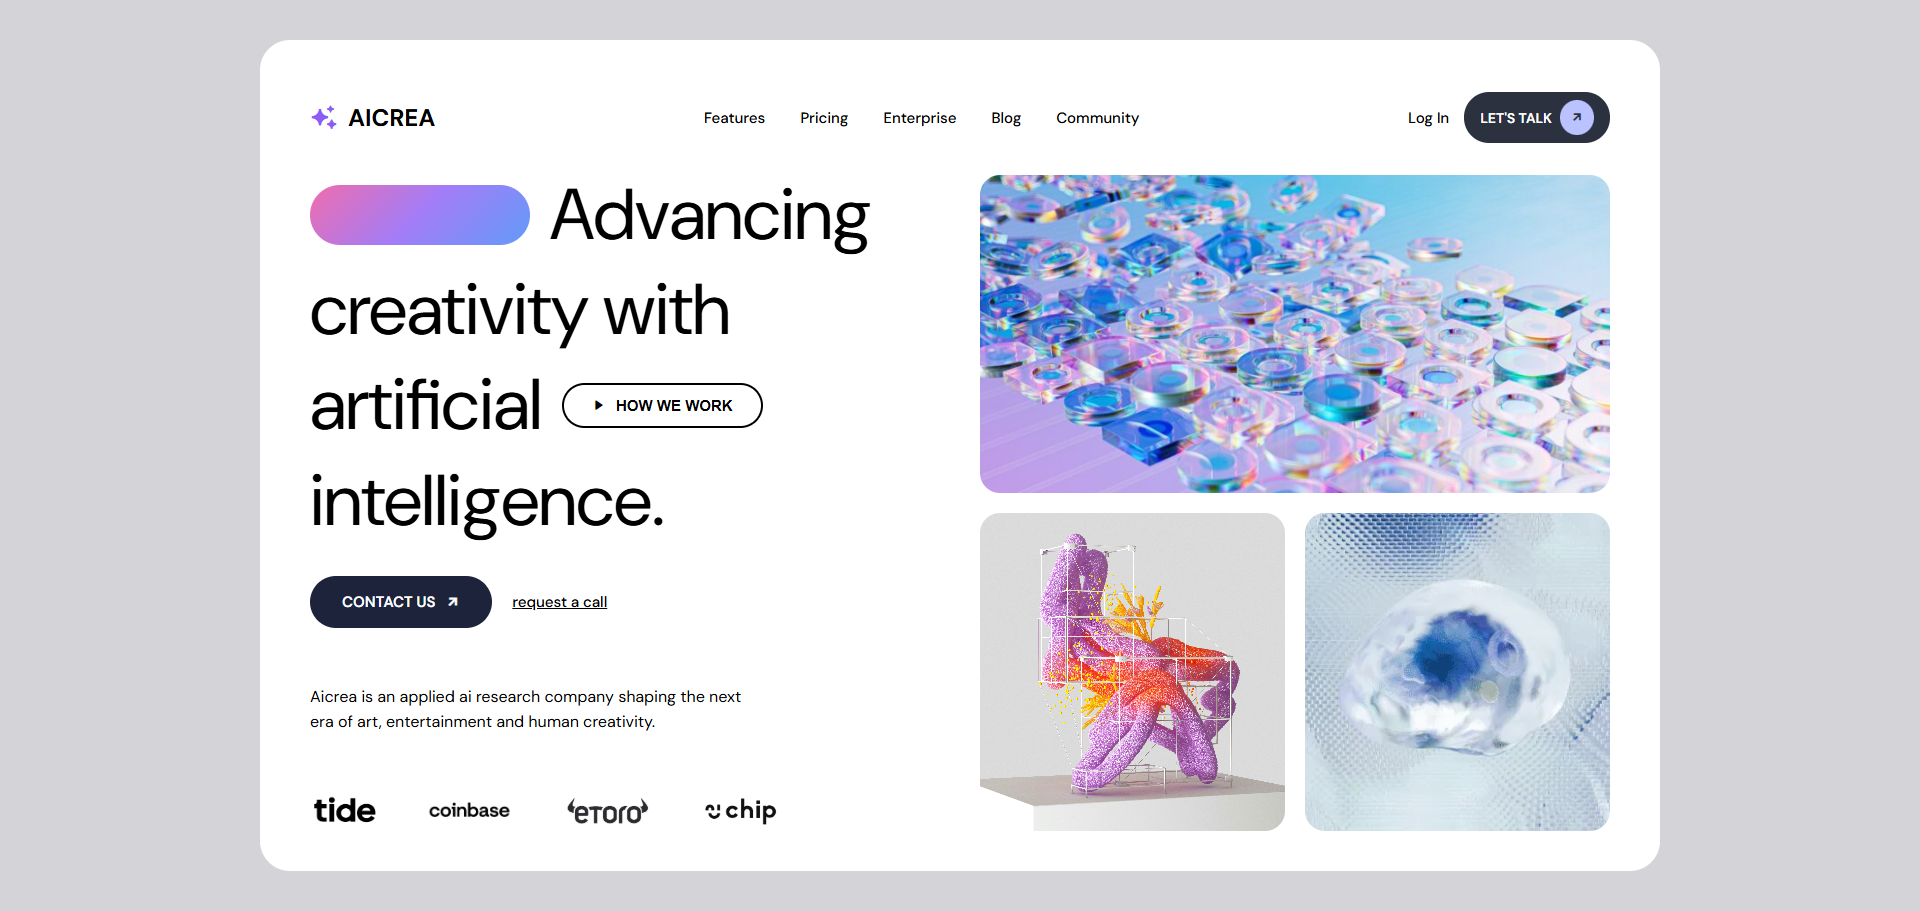 AICREA
Features Pricing Enterprise Blog Community
Log In
LET'S TALK
Advancing
creativity with
artificial
HOW WE WORK
intelligence.
CONTACT US
request a call
Aicrea is an applied ai research company shaping the next
era of art, entertainment and human creativity.
tide coinbase eToro chip